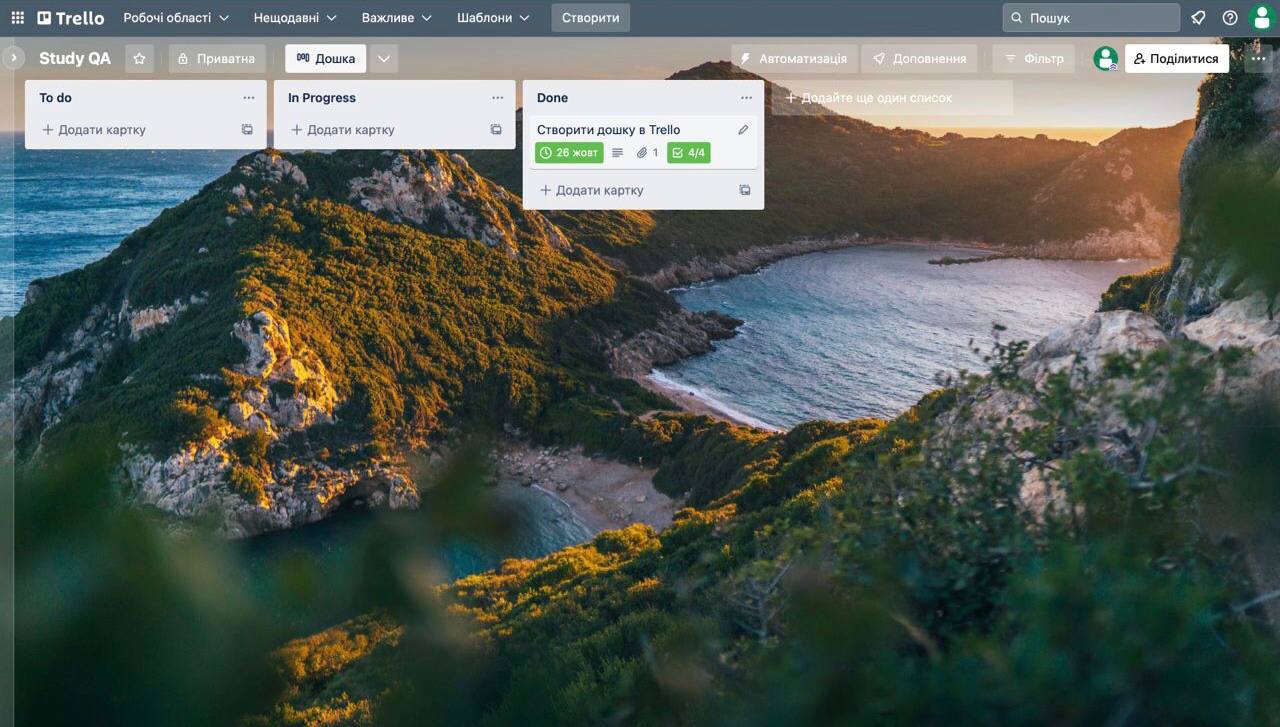 Trello Робочі області Нещодавні Важливе Шаблони Створити Пошук
Study QA Приватна Дошка Автоматизація Доповнення Фільтр Поділитися
To do
Додати картку
In Progress
Додати картку
Done
Створити дошку в Trello
26 жовт 1 4/4
Додати картку
Додайте ще один список